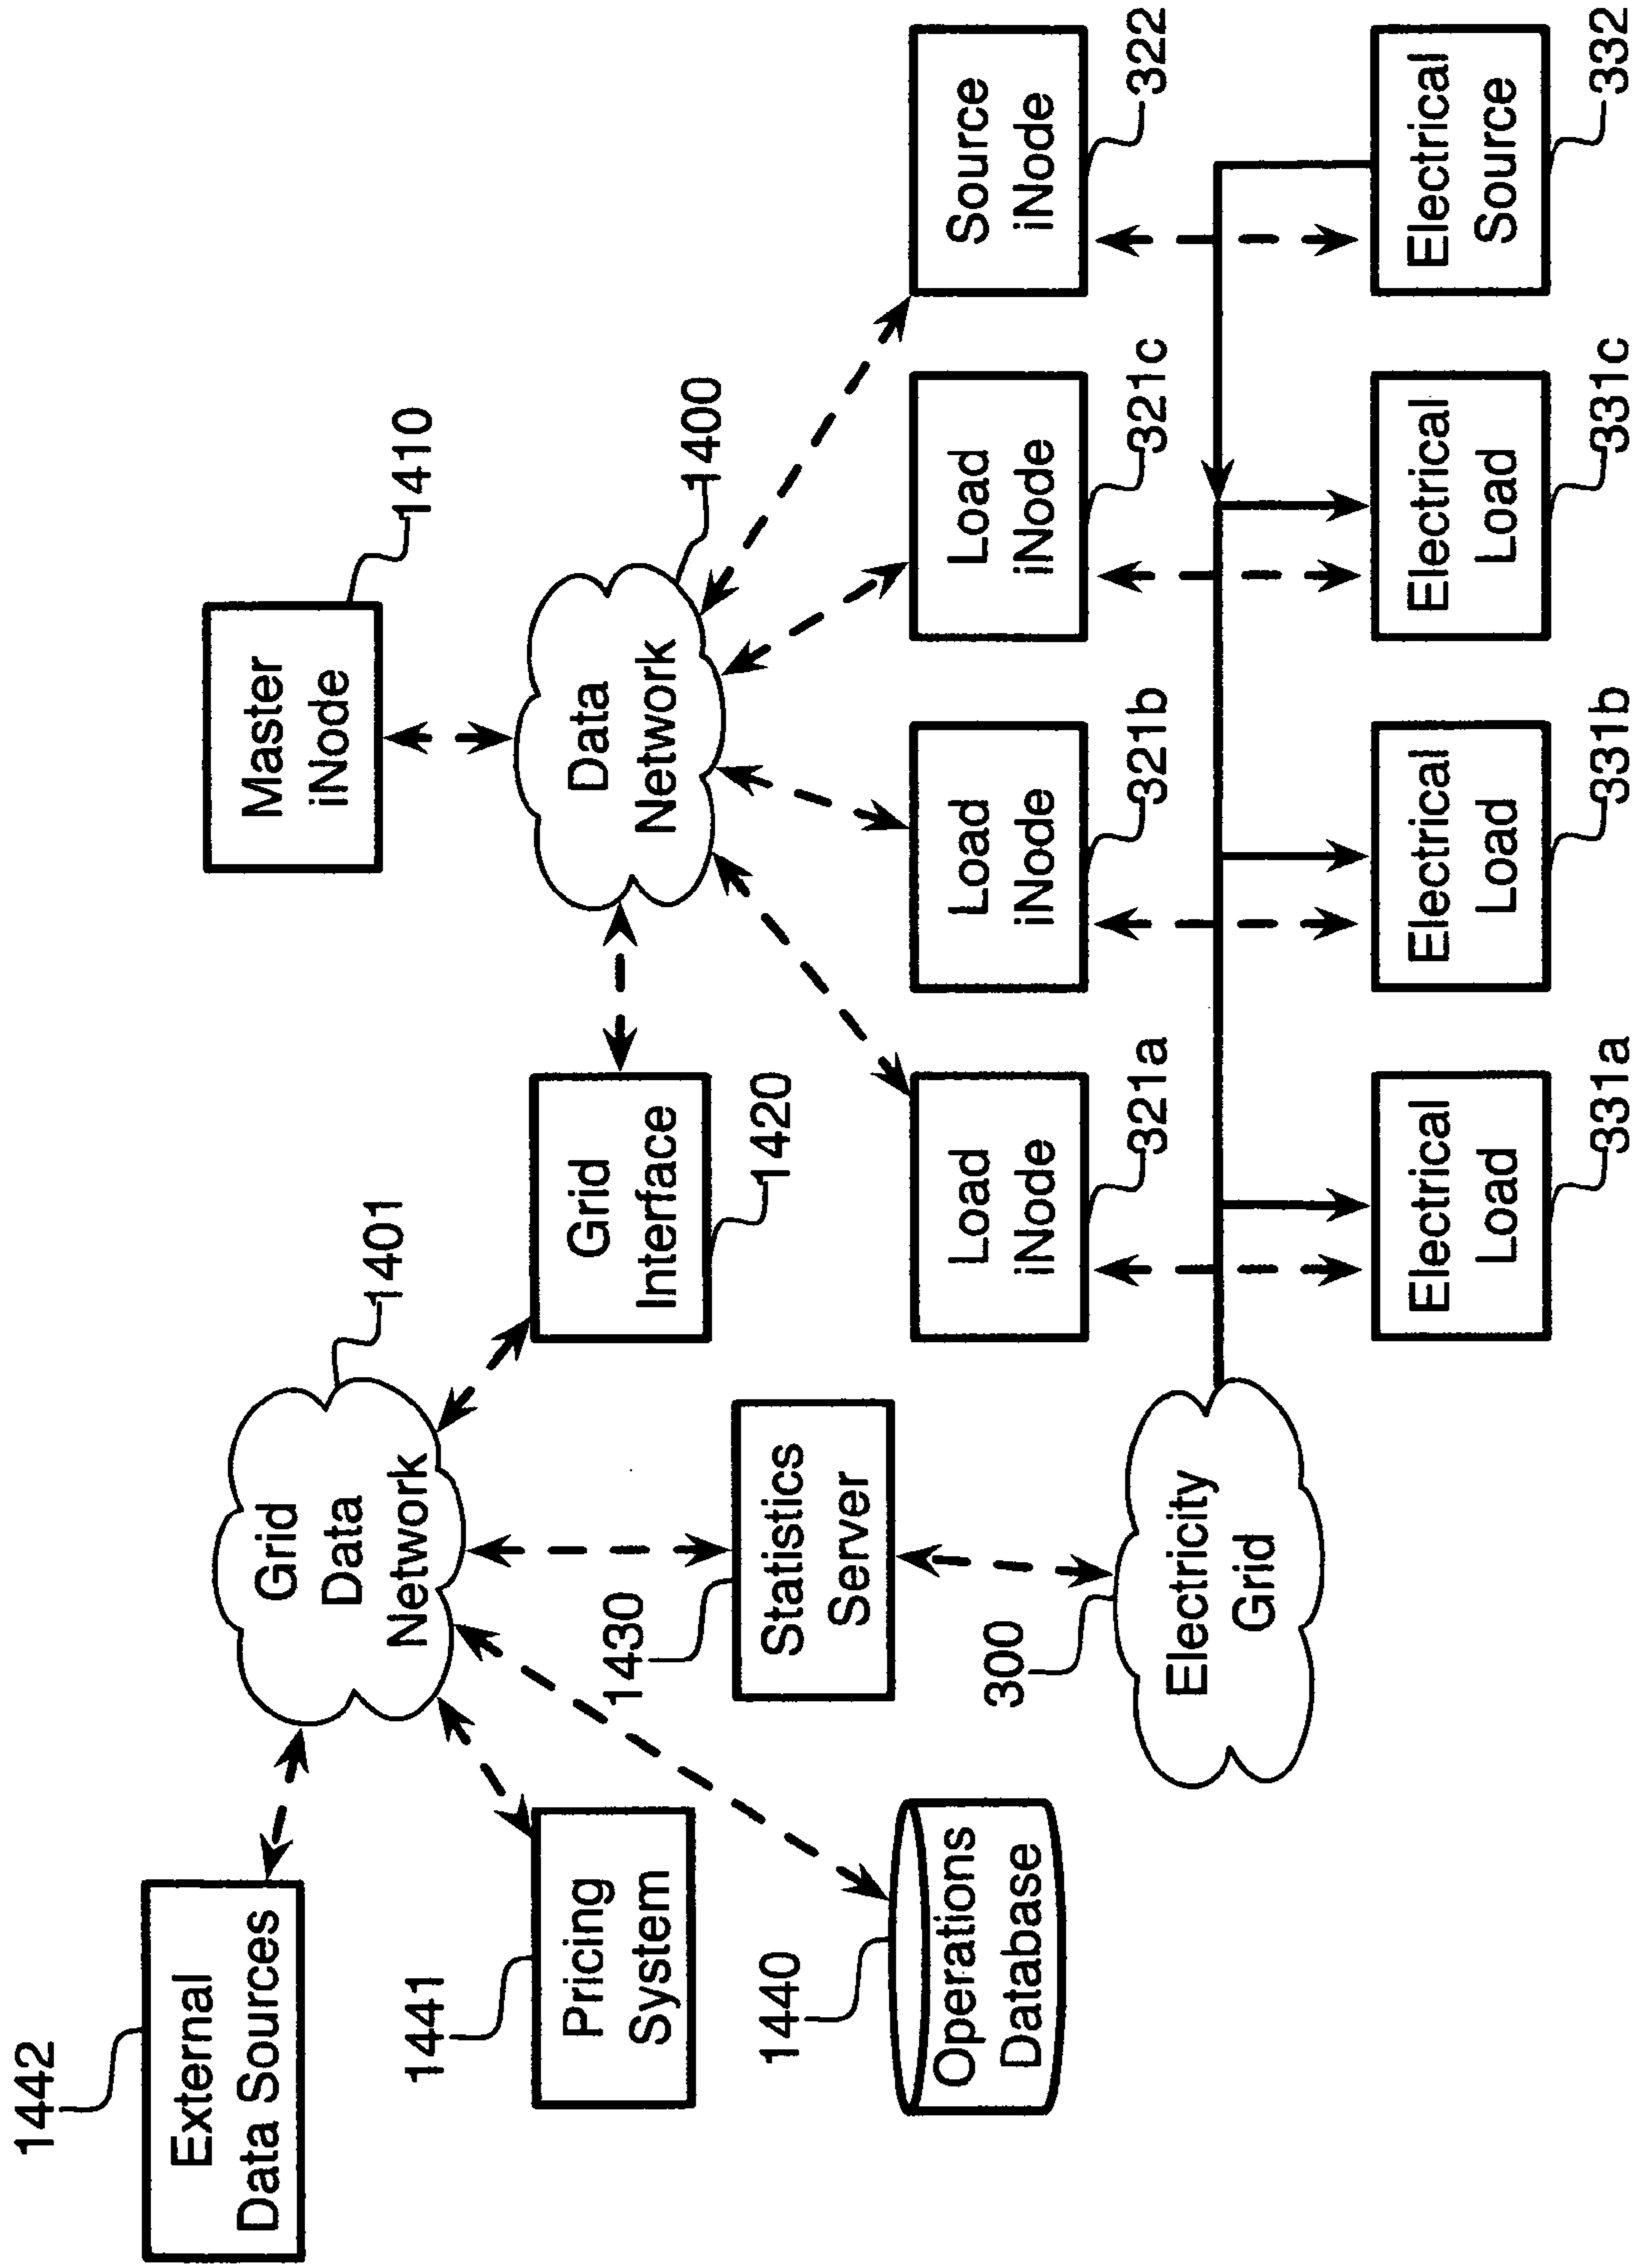 1442
External
Data Sources
1441
Pricing
System
1440
Operations
Database
1401
Grid
Data
Network
1430
Statistics
Server
300
Electricity
Grid
Master
iNode
1410
Data
Network
1400
Grid
Interface
1420
Load
iNode
321a
Load
iNode
321b
Load
iNode
321c
Source
iNode
322
Electrical
Load
331a
Electrical
Load
331b
Electrical
Load
331c
Electrical
Source
332